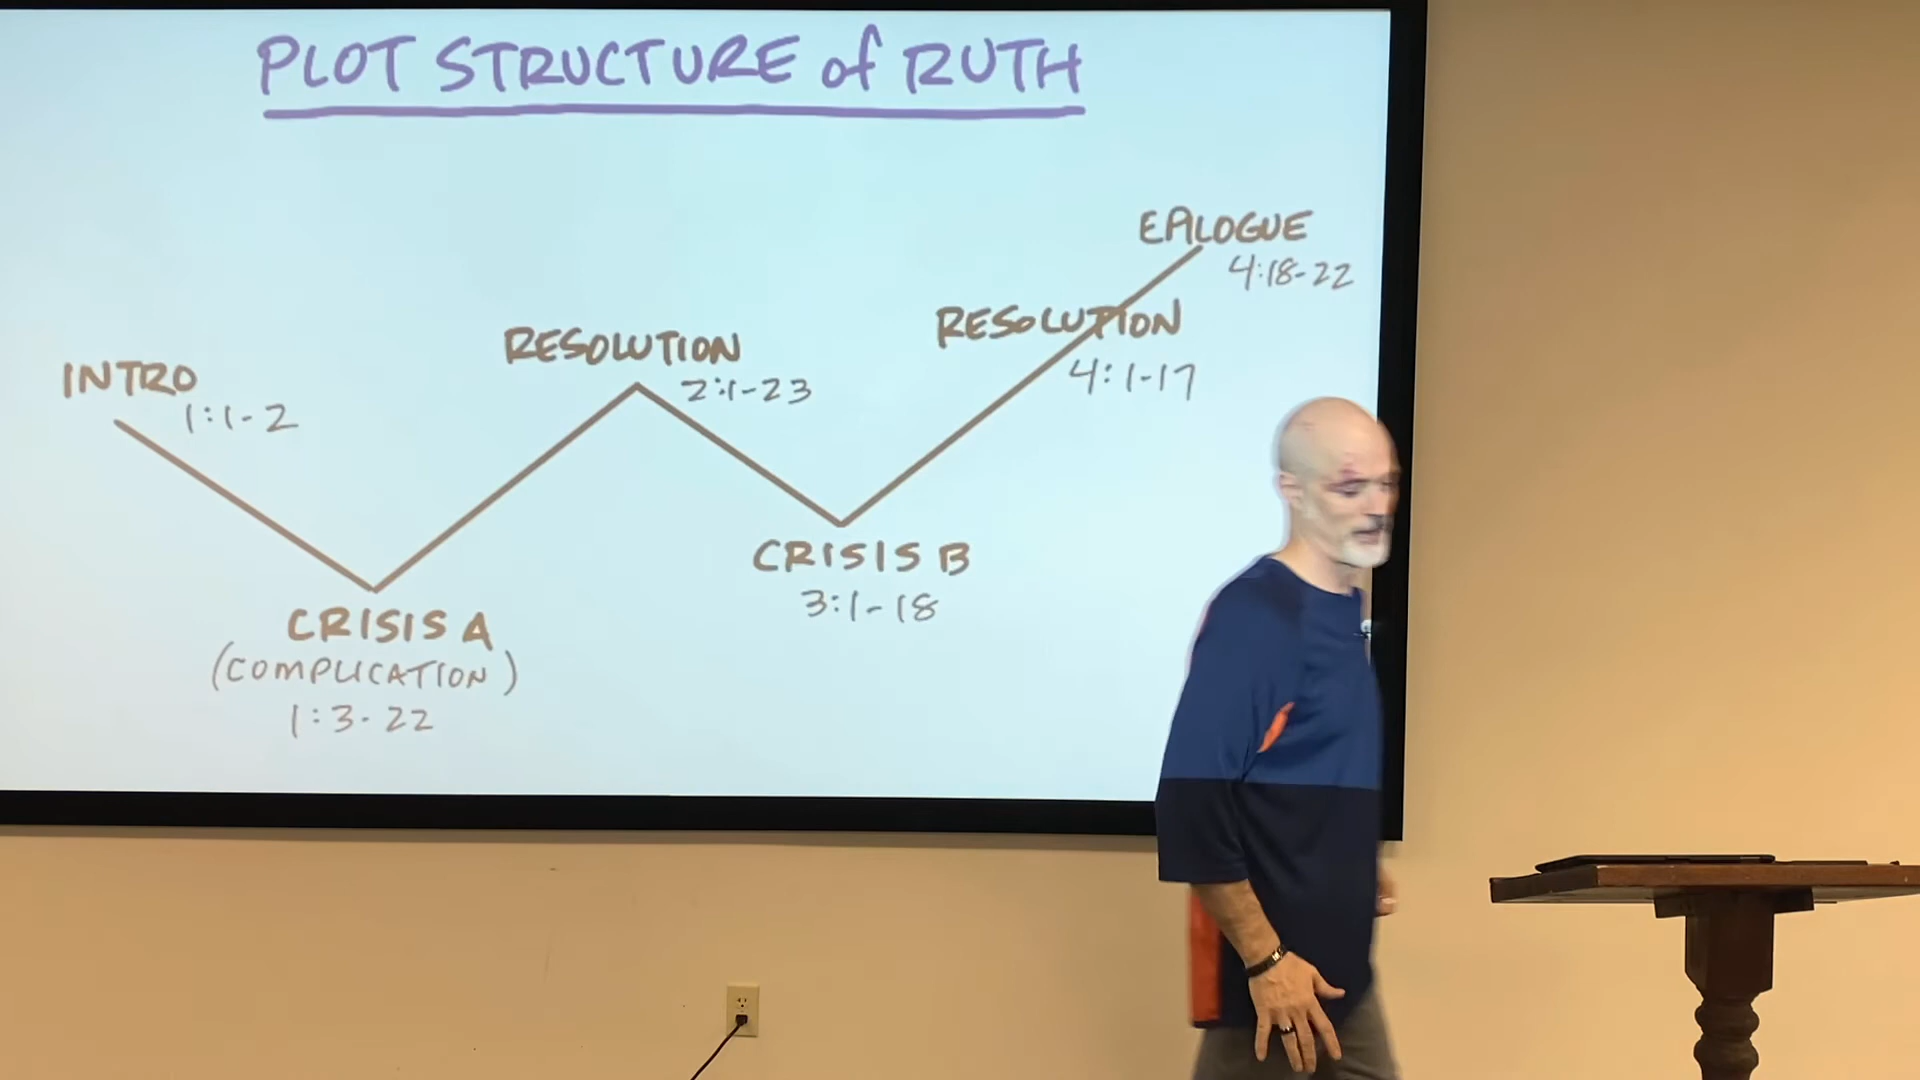 PLOT STRUCTURE of RUTH
INTRO
1:1-2
CRISIS A
(COMPLICATION)
1:3-22
RESOLUTION
2:1-23
CRISIS B
3:1-18
RESOLUTION
4:1-17
EPILOGUE
4:18-22